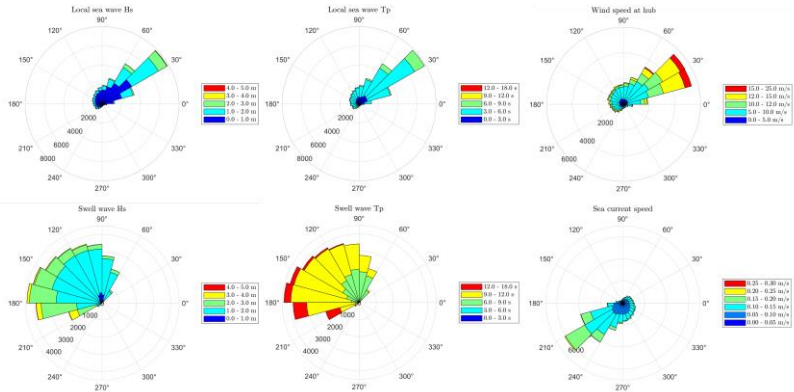 Local sea wave Hs
90°
60°
30°
0°
330°
300°
270°
240°
210°
180°
150°
120°
2000
4000
6000
8000
4.0 - 5.0 m
3.0 - 4.0 m
2.0 - 3.0 m
1.0 - 2.0 m
0.0 - 1.0 m
Local sea wave Tp
90°
60°
30°
0°
330°
300°
270°
240°
210°
180°
150°
120°
2000
4000
6000
8000
12.0 - 18.0 s
9.0 - 12.0 s
6.0 - 9.0 s
3.0 - 6.0 s
0.0 - 3.0 s
Wind speed at hub
90°
60°
30°
0°
330°
300°
270°
240°
210°
180°
150°
120°
2000
4000
6000
15.0 - 25.0 m/s
12.0 - 15.0 m/s
10.0 - 12.0 m/s
5.0 - 10.0 m/s
0.0 - 5.0 m/s
Swell wave Hs
90°
60°
30°
0°
330°
300°
270°
240°
210°
180°
150°
120°
1000
2000
3000
4000
4.0 - 5.0 m
3.0 - 4.0 m
2.0 - 3.0 m
1.0 - 2.0 m
0.0 - 1.0 m
Swell wave Tp
90°
60°
30°
0°
330°
300°
270°
240°
210°
180°
150°
120°
1000
2000
3000
4000
12.0 - 18.0 s
9.0 - 12.0 s
6.0 - 9.0 s
3.0 - 6.0 s
0.0 - 3.0 s
Sea current speed
90°
60°
30°
0°
330°
300°
270°
240°
210°
180°
150°
120°
6000
0.25 - 0.30 m/s
0.20 - 0.25 m/s
0.15 - 0.20 m/s
0.10 - 0.15 m/s
0.05 - 0.10 m/s
0.00 - 0.05 m/s